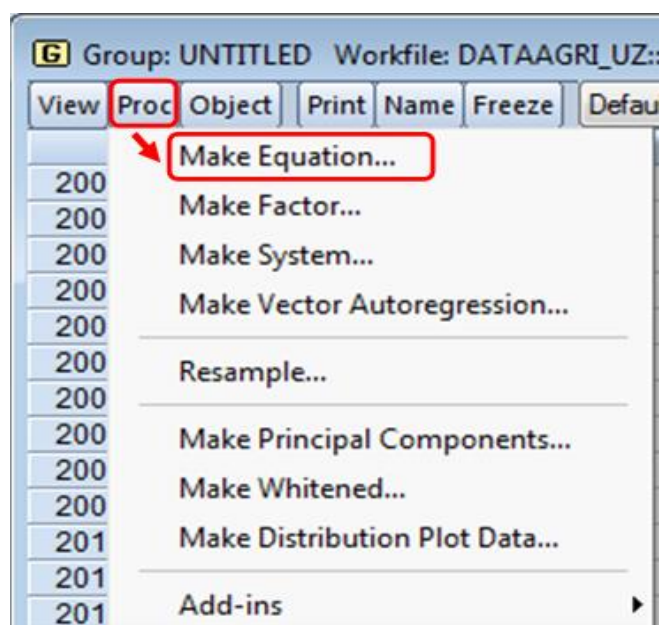 G Group: UNTITLED Workfile: DATAAGRI_UZ::
View Proc Object Print Name Freeze Defau
Make Equation...
200
Make Factor...
200
200
Make System...
200
Make Vector Autoregression...
200
200
Resample...
200
200
Make Principal Components...
200
Make Whitened...
200
201
Make Distribution Plot Data...
201
201
Add-ins